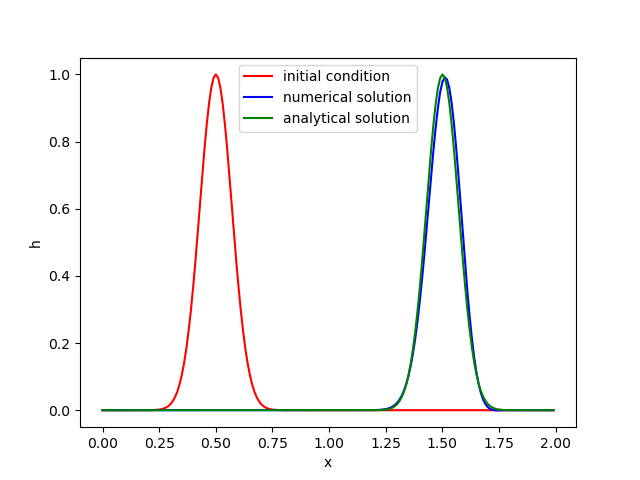 initial condition
numerical solution
analytical solution
1.0
0.8
0.6
0.4
0.2
0.0
h
0.00 0.25 0.50 0.75 1.00 1.25 1.50 1.75 2.00
x